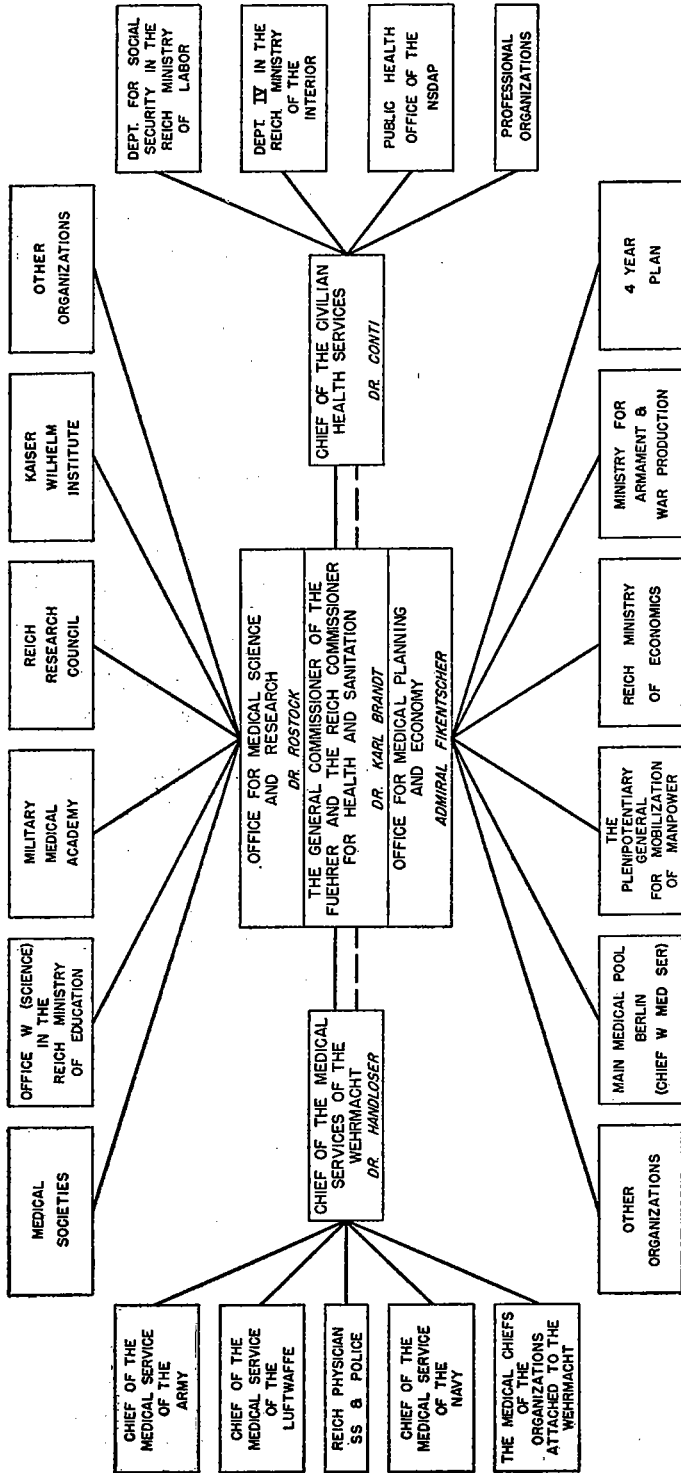 MEDICAL
SOCIETIES
OFFICE W (SCIENCE)
IN THE
REICH MINISTRY
OF EDUCATION
MILITARY
MEDICAL
ACADEMY
REICH
RESEARCH
COUNCIL
KAISER
WILHELM
INSTITUTE
OTHER
ORGANIZATIONS
CHIEF OF THE
MEDICAL SERVICE
OF THE
ARMY
CHIEF OF THE
MEDICAL SERVICE
OF THE
LUFTWAFFE
REICH PHYSICIAN
SS & POLICE
CHIEF OF THE
MEDICAL SERVICE
OF THE
NAVY
THE MEDICAL CHIEFS
OF THE
ORGANIZATIONS
ATTACHED TO THE
WEHRMACHT
CHIEF OF THE MEDICAL
SERVICES OF THE
WEHRMACHT
DR. HANDLOSER
OFFICE FOR MEDICAL SCIENCE
AND RESEARCH
DR. ROSTOCK
THE GENERAL COMMISSIONER OF THE
FUEHRER AND THE REICH COMMISSIONER
FOR HEALTH AND SANITATION
DR. KARL BRANDT
OFFICE FOR MEDICAL PLANNING
AND ECONOMY
ADMIRAL FIKENTSCHER
CHIEF OF THE CIVILIAN
HEALTH SERVICES
DR. CONTI
DEPT. FOR SOCIAL
SECURITY IN THE
REICH MINISTRY
OF LABOR
DEPT. IV IN THE
REICH. MINISTRY
OF THE
INTERIOR
PUBLIC HEALTH
OFFICE OF THE
NSDAP
PROFESSIONAL
ORGANIZATIONS
OTHER
ORGANIZATIONS
MAIN MEDICAL POOL
BERLIN
(CHIEF W MED SER)
THE
PLENIPOTENTIARY
GENERAL
FOR MOBILIZATION
OF MANPOWER
REICH MINISTRY
OF ECONOMICS
MINISTRY FOR
ARMAMENT &
WAR PRODUCTION
4 YEAR
PLAN